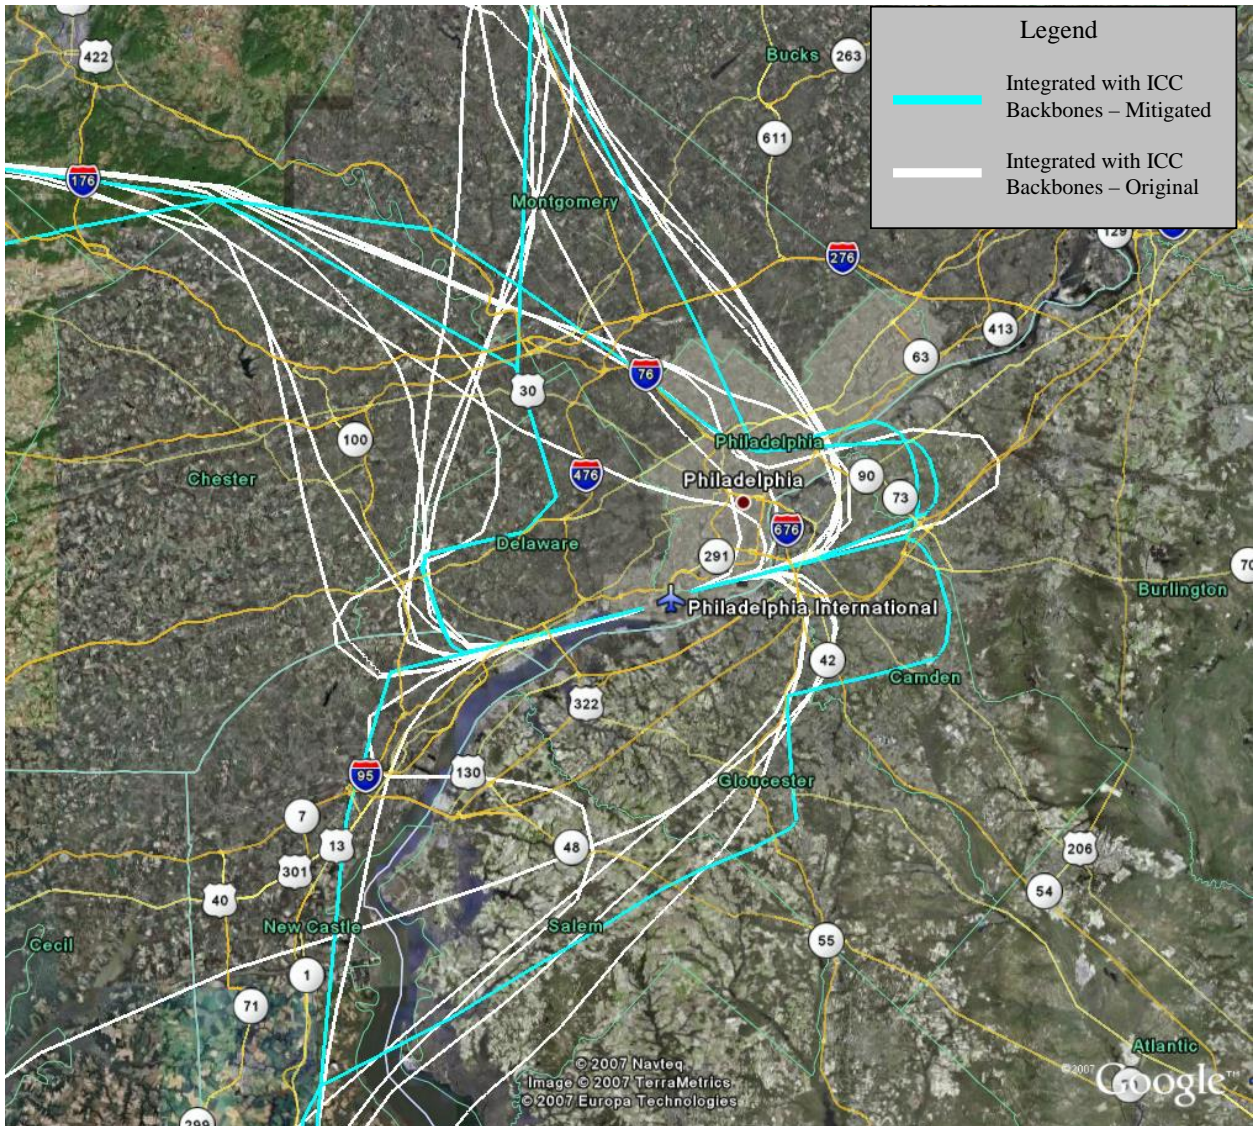 Legend
Integrated with ICC
Backbones – Mitigated
Integrated with ICC
Backbones – Original
422
Bucks
263
611
176
Montgomery
129
276
413
63
76
30
100
Philadelphia
Chester
476
Philadelphia
90
73
676
Delaware
291
70
Burlington
Philadelphia International
42
Camden
322
95
130
Gloucester
7
13
48
206
301
40
54
New Castle
Salem
55
Cecil
1
71
Atlantic
© 2007 Navteq
Image © 2007 TerraMetrics
© 2007 Europa Technologies
©2007 Google™
299